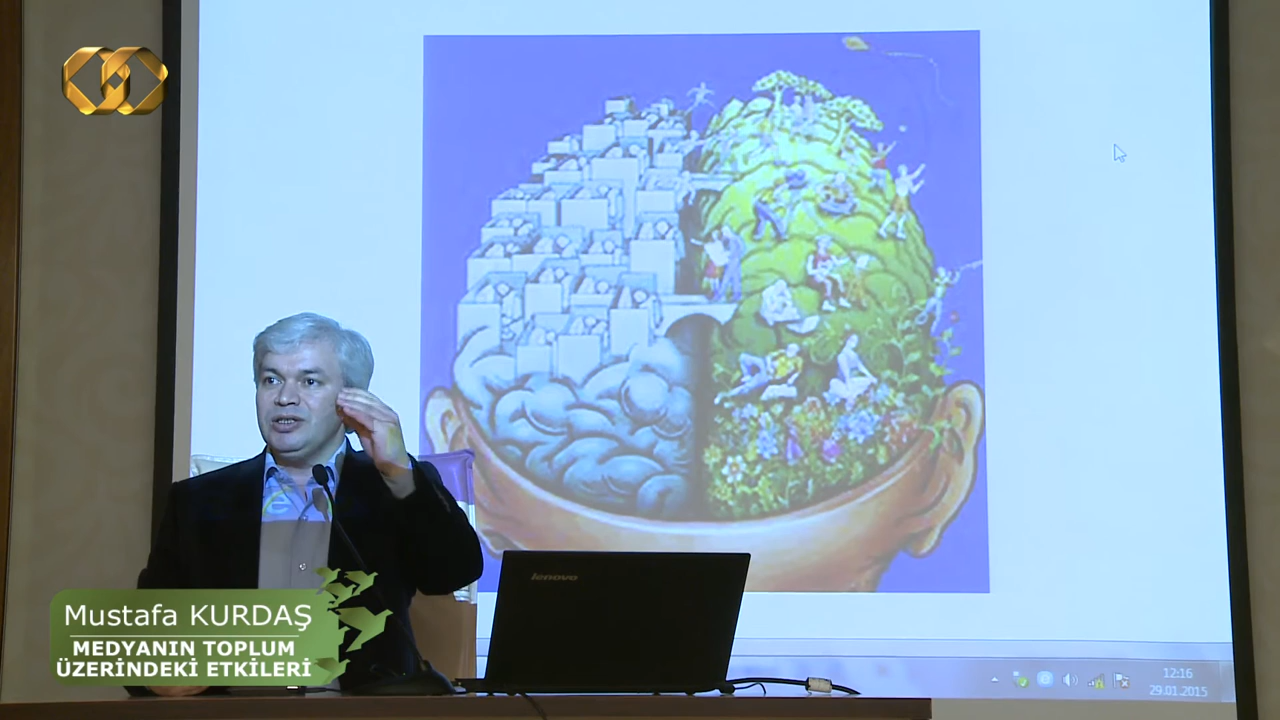 lenovo
Mustafa KURDAŞ
MEDYANIN TOPLUM
ÜZERİNDEKİ ETKİLERİ
12:16
29.01.2015